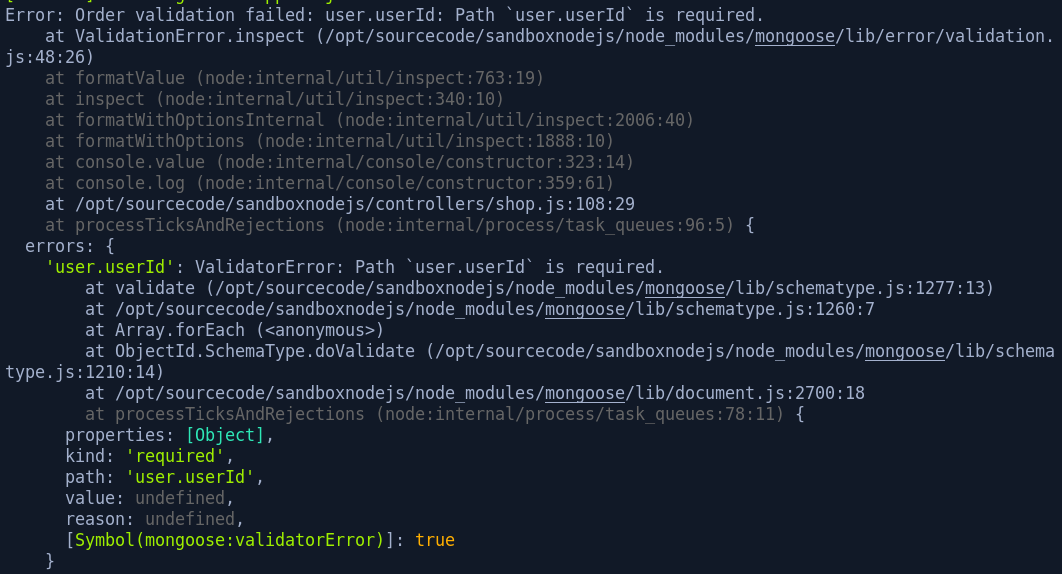 Error: Order validation failed: user.userId: Path `user.userId` is required.
    at ValidationError.inspect (/opt/sourcecode/sandboxnodejs/node_modules/mongoose/lib/error/validation.
js:48:26)
    at formatValue (node:internal/util/inspect:763:19)
    at inspect (node:internal/util/inspect:340:10)
    at formatWithOptionsInternal (node:internal/util/inspect:2006:40)
    at formatWithOptions (node:internal/util/inspect:1888:10)
    at console.value (node:internal/console/constructor:323:14)
    at console.log (node:internal/console/constructor:359:61)
    at /opt/sourcecode/sandboxnodejs/controllers/shop.js:108:29
    at processTicksAndRejections (node:internal/process/task_queues:96:5) {
  errors: {
    'user.userId': ValidatorError: Path `user.userId` is required.
        at validate (/opt/sourcecode/sandboxnodejs/node_modules/mongoose/lib/schematype.js:1277:13)
        at /opt/sourcecode/sandboxnodejs/node_modules/mongoose/lib/schematype.js:1260:7
        at Array.forEach (<anonymous>)
        at ObjectId.SchemaType.doValidate (/opt/sourcecode/sandboxnodejs/node_modules/mongoose/lib/schema
type.js:1210:14)
        at /opt/sourcecode/sandboxnodejs/node_modules/mongoose/lib/document.js:2700:18
        at processTicksAndRejections (node:internal/process/task_queues:78:11) {
      properties: [Object],
      kind: 'required',
      path: 'user.userId',
      value: undefined,
      reason: undefined,
      [Symbol(mongoose:validatorError)]: true
    }